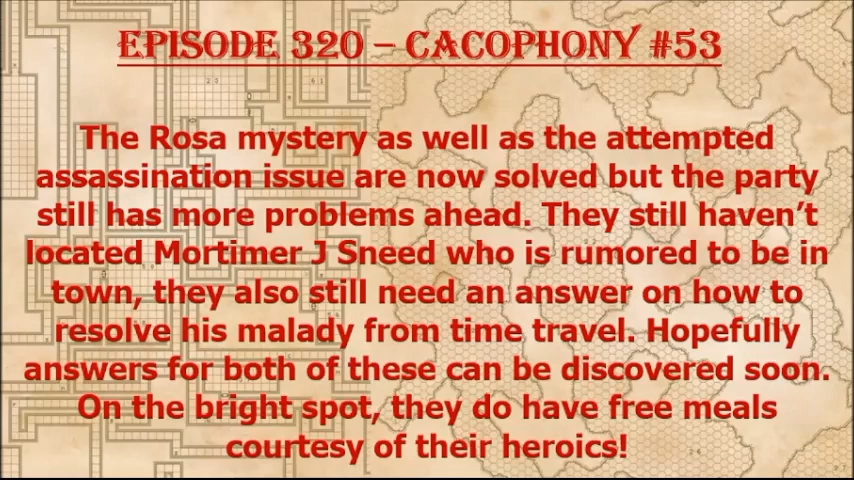 EPISODE 320 – CACOPHONY #53
The Rosa mystery as well as the attempted
assassination issue are now solved but the party
still has more problems ahead. They still haven't
located Mortimer J Sneed who is rumored to be in
town, they also still need an answer on how to
resolve his malady from time travel. Hopefully
answers for both of these can be discovered soon.
On the bright spot, they do have free meals
courtesy of their heroics!